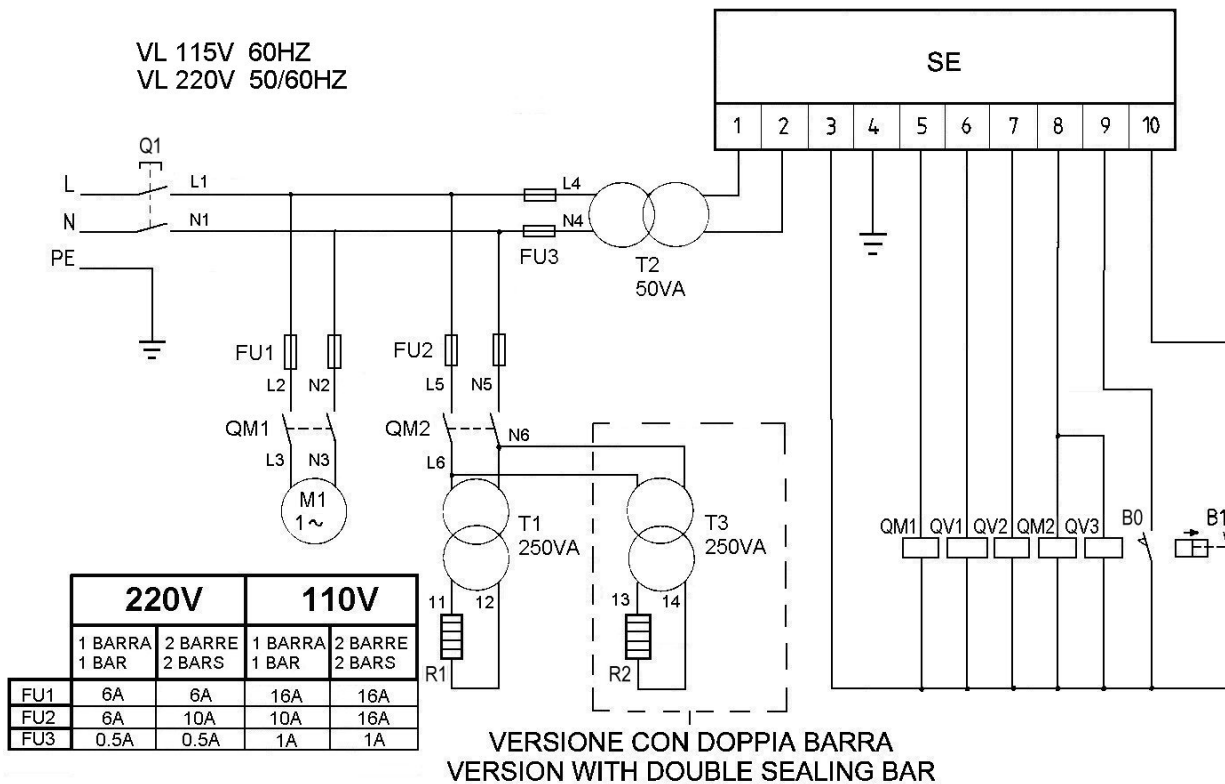 VL 115V 60HZ
VL 220V 50/60HZ
SE
1 2 3 4 5 6 7 8 9 10
Q1
L L1 L4
N N1 N4
PE
FU3
T2
50VA
FU1 FU2
L2 N2 L5 N5
QM1 QM2 N6
L3 N3 L6
M1
1~
T1
250VA
T3
250VA
QM1 QV1 QV2 QM2 QV3 B0 B1
11 12 13 14
R1 R2
220V 110V
1 BARRA 2 BARRE 1 BARRA 2 BARRE
1 BAR 2 BARS 1 BAR 2 BARS
FU1 6A 6A 16A 16A
FU2 6A 10A 10A 16A
FU3 0.5A 0.5A 1A 1A
VERSIONE CON DOPPIA BARRA
VERSION WITH DOUBLE SEALING BAR